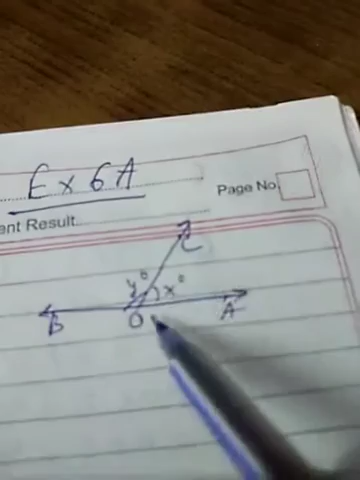 Ex 6A
Page No.
ent Result
C
y° x°
B O A